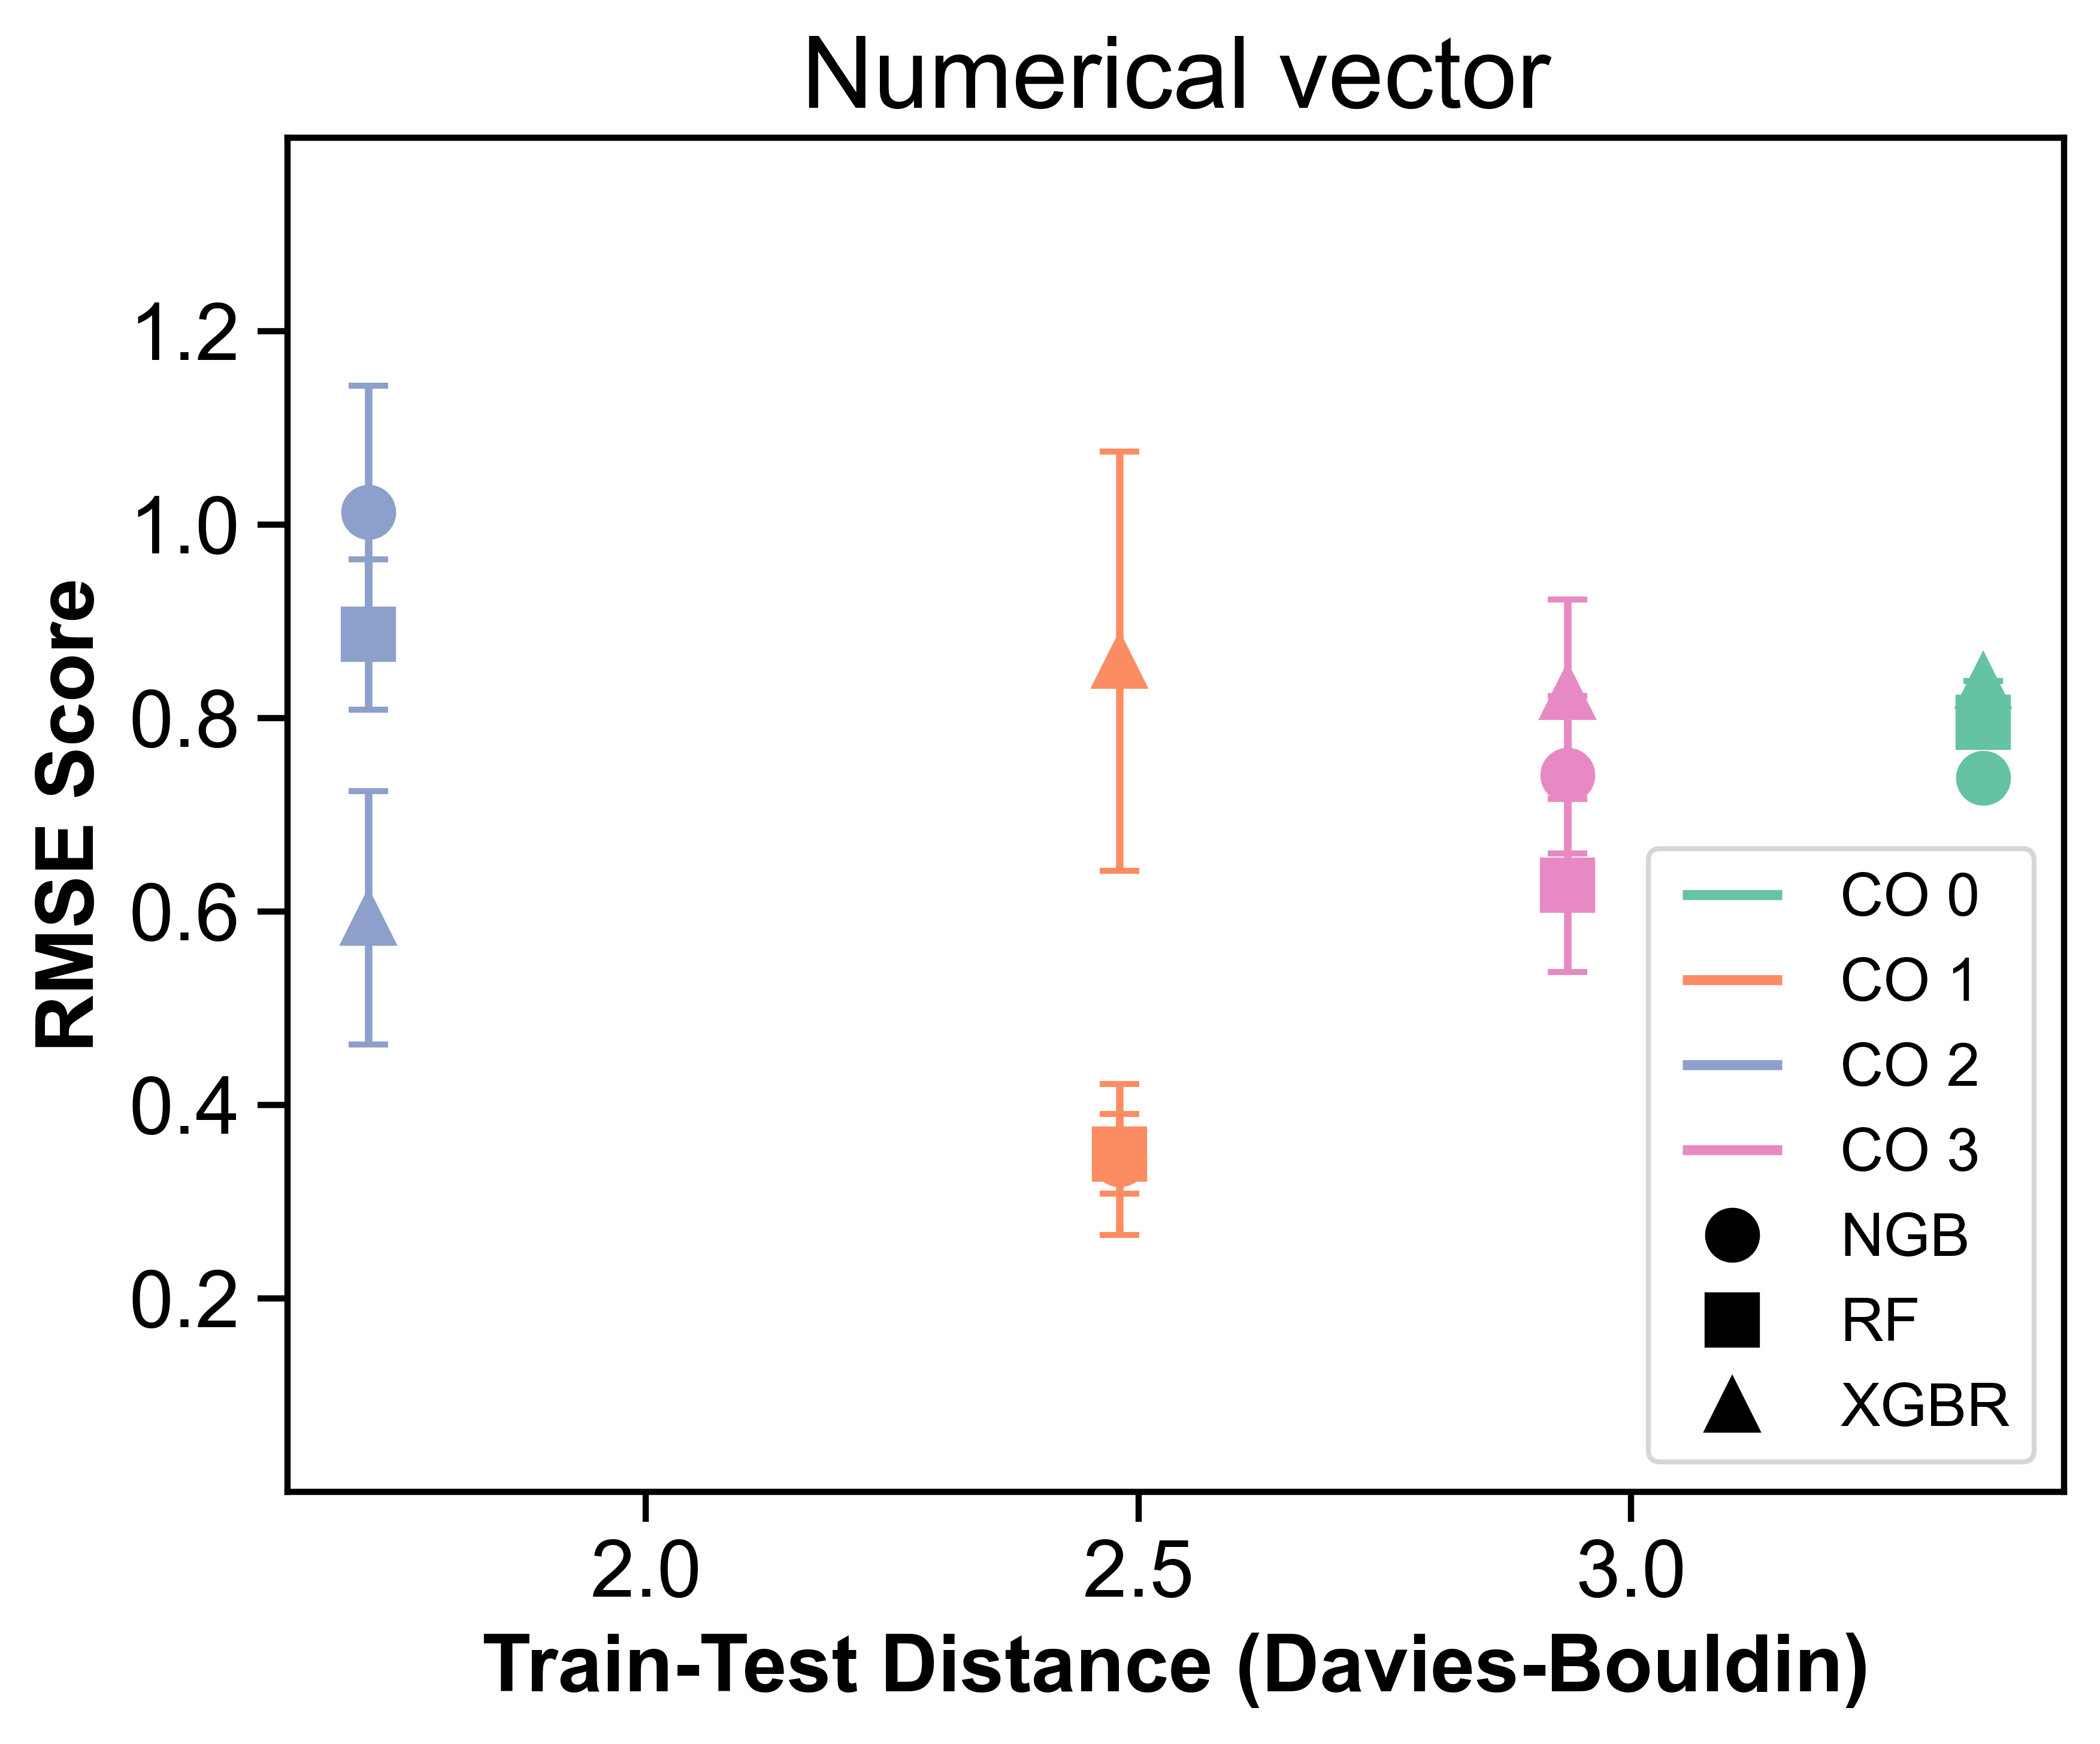 Numerical vector
1.2
1.0
0.8
0.6
0.4
0.2
RMSE Score
CO 0
CO 1
CO 2
CO 3
NGB
RF
XGBR
2.0 2.5 3.0
Train-Test Distance (Davies-Bouldin)